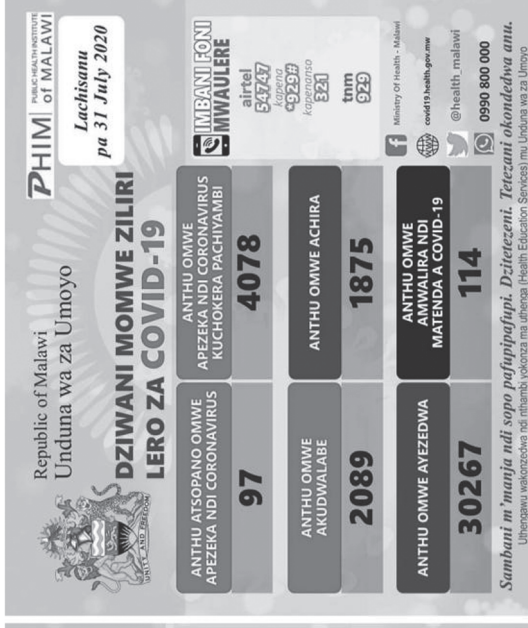 Republic of Malawi
Unduna wa za Umoyo
UNITY AND FREEDOM
PHIM
PUBLIC HEALTH INSTITUTE
OF MALAWI
Lachisanu
pa 31 July 2020
DZIWANI MOMWE ZILIRI
LERO ZA COVID-19
ANTHU ATSOPANO OMWE
APEZEKA NDI CORONAVIRUS
97
ANTHU OMWE
APEZEKA NDI CORONAVIRUS
KUCHOKERA PACHIYAMBI
4078
ANTHU OMWE
AKUDWALABE
2089
ANTHU OMWE ACHIRA
1875
ANTHU OMWE AYEZEDWA
30267
ANTHU OMWE
AMWALIRA NDI
MATENDA A COVID-19
114
IMBANI FONI
MWAULERE
airtel
54747
kapena
*929#
kapenanso
321
tnm
929
Ministry Of Health - Malawi
covid19.health.gov.mw
@health_malawi
0990 800 000
Sambani m'manja ndi sopo pafupipafupi. Dzitetezeni. Tetezani okondedwa anu.
Uthengawu wakonzedwa ndi nthambi yokonza ma uthenga (Health Education Services) mu Unduna wa za Umoyo